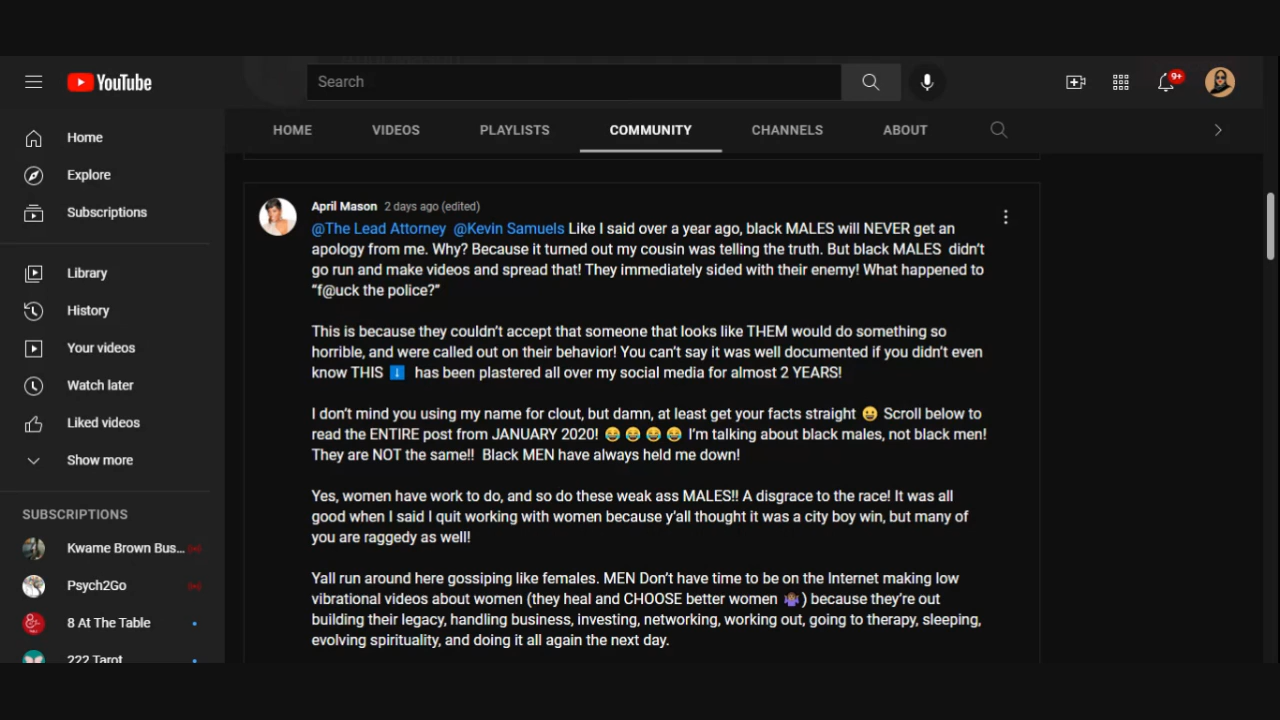 YouTube
Search
9+
HOME VIDEOS PLAYLISTS COMMUNITY CHANNELS ABOUT
Home
Explore
Subscriptions
Library
History
Your videos
Watch later
Liked videos
Show more
SUBSCRIPTIONS
Kwame Brown Bus...
Psych2Go
8 At The Table
222 Tarot
April Mason 2 days ago (edited)
@The Lead Attorney @Kevin Samuels Like I said over a year ago, black MALES will NEVER get an
apology from me. Why? Because it turned out my cousin was telling the truth. But black MALES didn’t
go run and make videos and spread that! They immediately sided with their enemy! What happened to
“f@uck the police?”
This is because they couldn’t accept that someone that looks like THEM would do something so
horrible, and were called out on their behavior! You can’t say it was well documented if you didn’t even
know THIS ⬇️ has been plastered all over my social media for almost 2 YEARS!
I don’t mind you using my name for clout, but damn, at least get your facts straight 😀 Scroll below to
read the ENTIRE post from JANUARY 2020! 😂 😂 😂 😂 I’m talking about black males, not black men!
They are NOT the same!! Black MEN have always held me down!
Yes, women have work to do, and so do these weak ass MALES!! A disgrace to the race! It was all
good when I said I quit working with women because y’all thought it was a city boy win, but many of
you are raggedy as well!
Yall run around here gossiping like females. MEN Don’t have time to be on the Internet making low
vibrational videos about women (they heal and CHOOSE better women 🤷🏾‍♀️) because they’re out
building their legacy, handling business, investing, networking, working out, going to therapy, sleeping,
evolving spirituality, and doing it all again the next day.